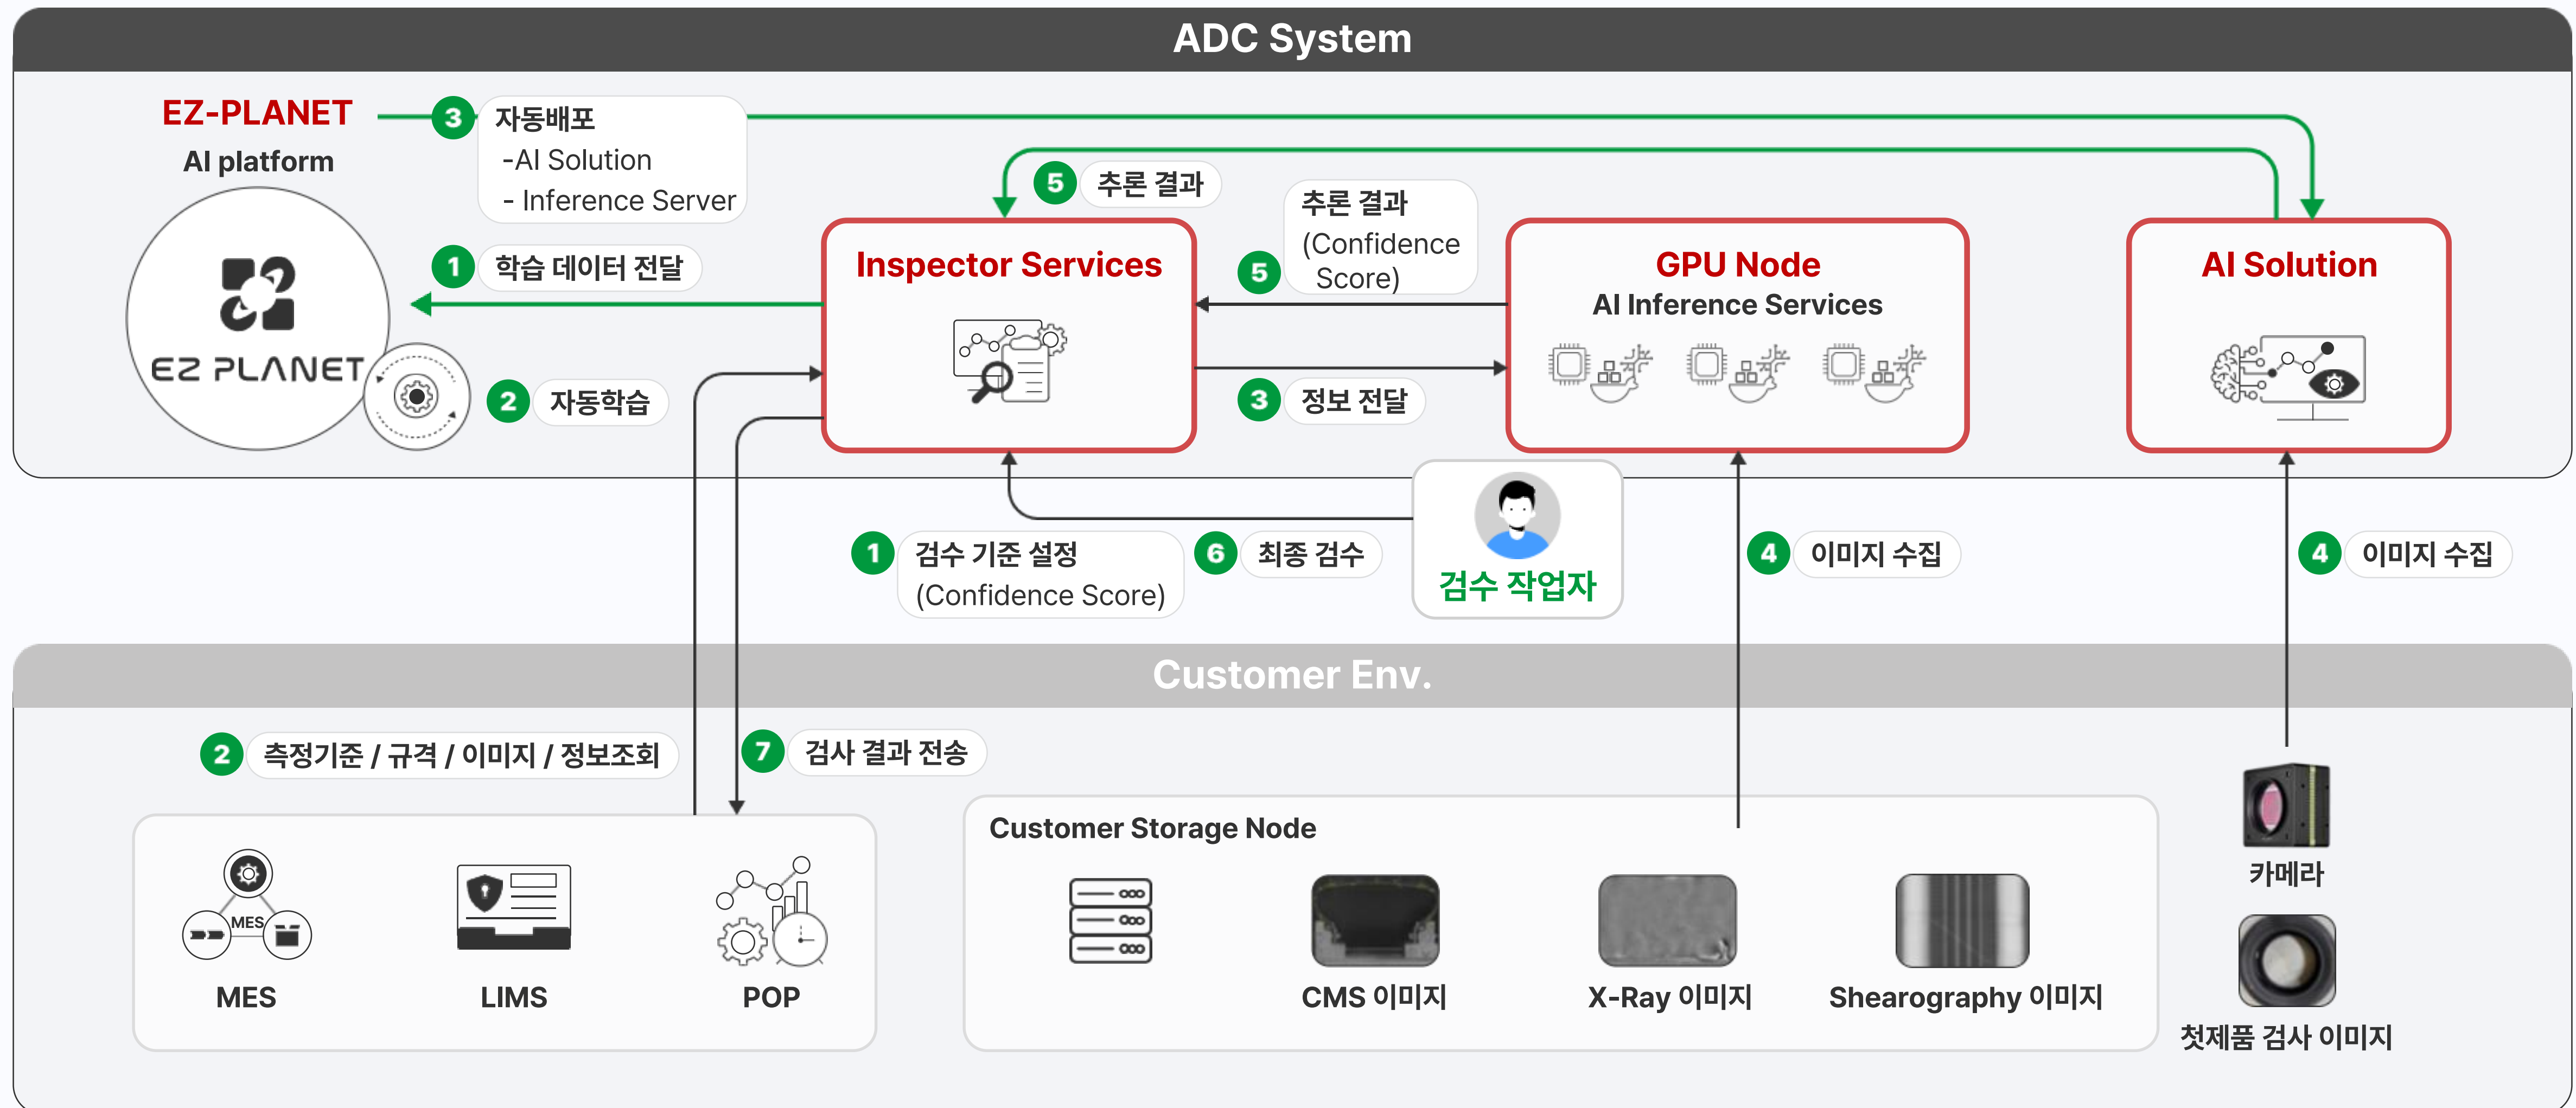 ADC System
EZ-PLANET
AI platform
EZ PLANET
3
자동배포
-AI Solution
- Inference Server
1
학습 데이터 전달
2
자동학습
5
추론 결과
Inspector Services
5
추론 결과
(Confidence
Score)
3
정보 전달
GPU Node
AI Inference Services
AI Solution
1
검수 기준 설정
(Confidence Score)
6
최종 검수
검수 작업자
4
이미지 수집
4
이미지 수집
Customer Env.
2
측정기준 / 규격 / 이미지 / 정보조회
7
검사 결과 전송
MES
MES
LIMS
POP
Customer Storage Node
CMS 이미지
X-Ray 이미지
Shearography 이미지
카메라
첫제품 검사 이미지